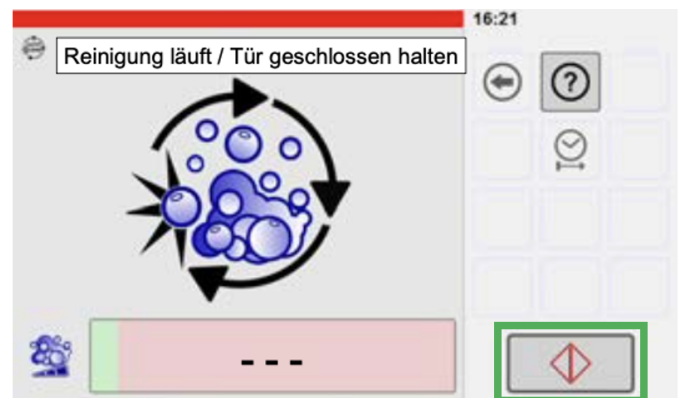 16:21
Reinigung läuft / Tür geschlossen halten
?
---